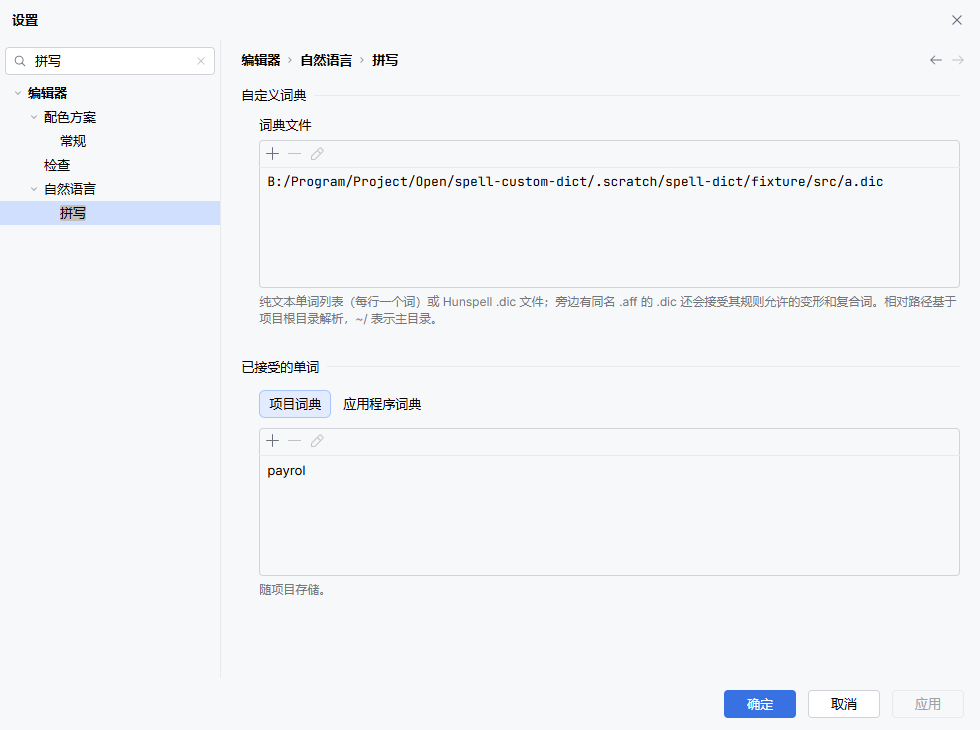 设置
拼写
编辑器
配色方案
常规
检查
自然语言
拼写
编辑器 › 自然语言 › 拼写
自定义词典
词典文件
B:/Program/Project/Open/spell-custom-dict/.scratch/spell-dict/fixture/src/a.dic
纯文本单词列表（每行一个词）或 Hunspell .dic 文件；旁边有同名 .aff 的 .dic 还会接受其规则允许的变形和复合词。相对路径基于
项目根目录解析，~/ 表示主目录。
已接受的单词
项目词典 应用程序词典
payrol
随项目存储。
确定 取消 应用